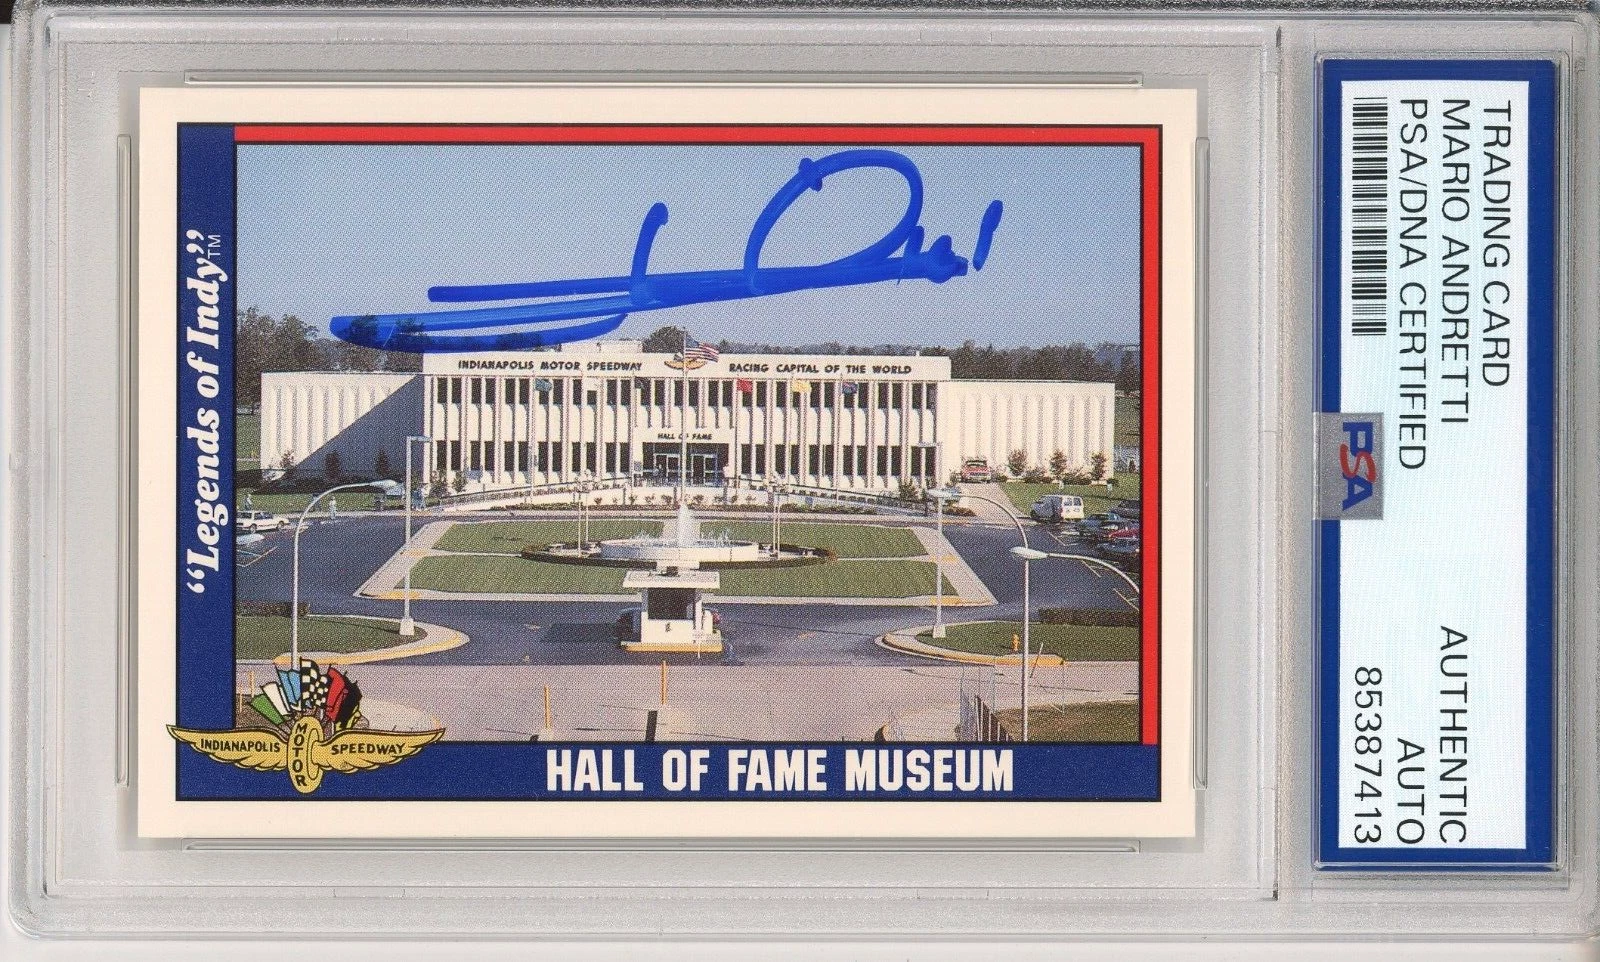 "Legends of Indy"™
INDIANAPOLIS MOTOR SPEEDWAY RACING CAPITAL OF THE WORLD
HALL OF FAME
INDIANAPOLIS MOTOR SPEEDWAY
HALL OF FAME MUSEUM
TRADING CARD
MARIO ANDRETTI
PSA/DNA CERTIFIED
AUTHENTIC
AUTO
85387413
PSA